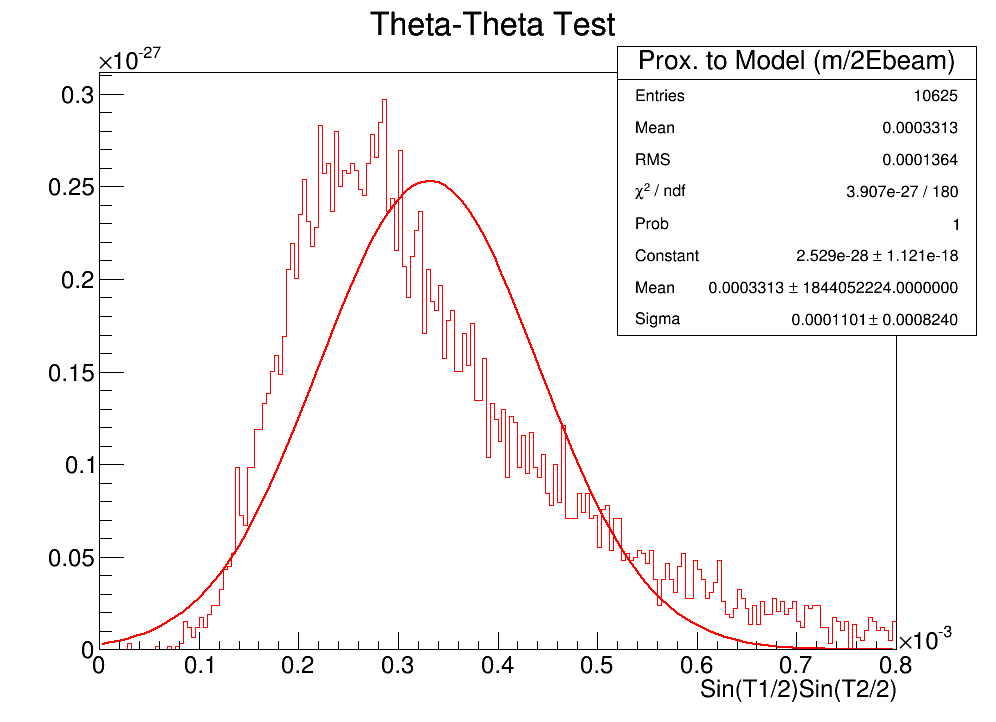 Theta-Theta Test
×10-27
Prox. to Model (m/2Ebeam)
Entries 10625
Mean 0.0003313
RMS 0.0001364
χ2 / ndf 3.907e-27 / 180
Prob 1
Constant 2.529e-28 ± 1.121e-18
Mean 0.0003313 ± 1844052224.0000000
Sigma 0.0001101 ± 0.0008240
0.3
0.25
0.2
0.15
0.1
0.05
0
0 0.1 0.2 0.3 0.4 0.5 0.6 0.7 0.8
×10-3
Sin(T1/2)Sin(T2/2)